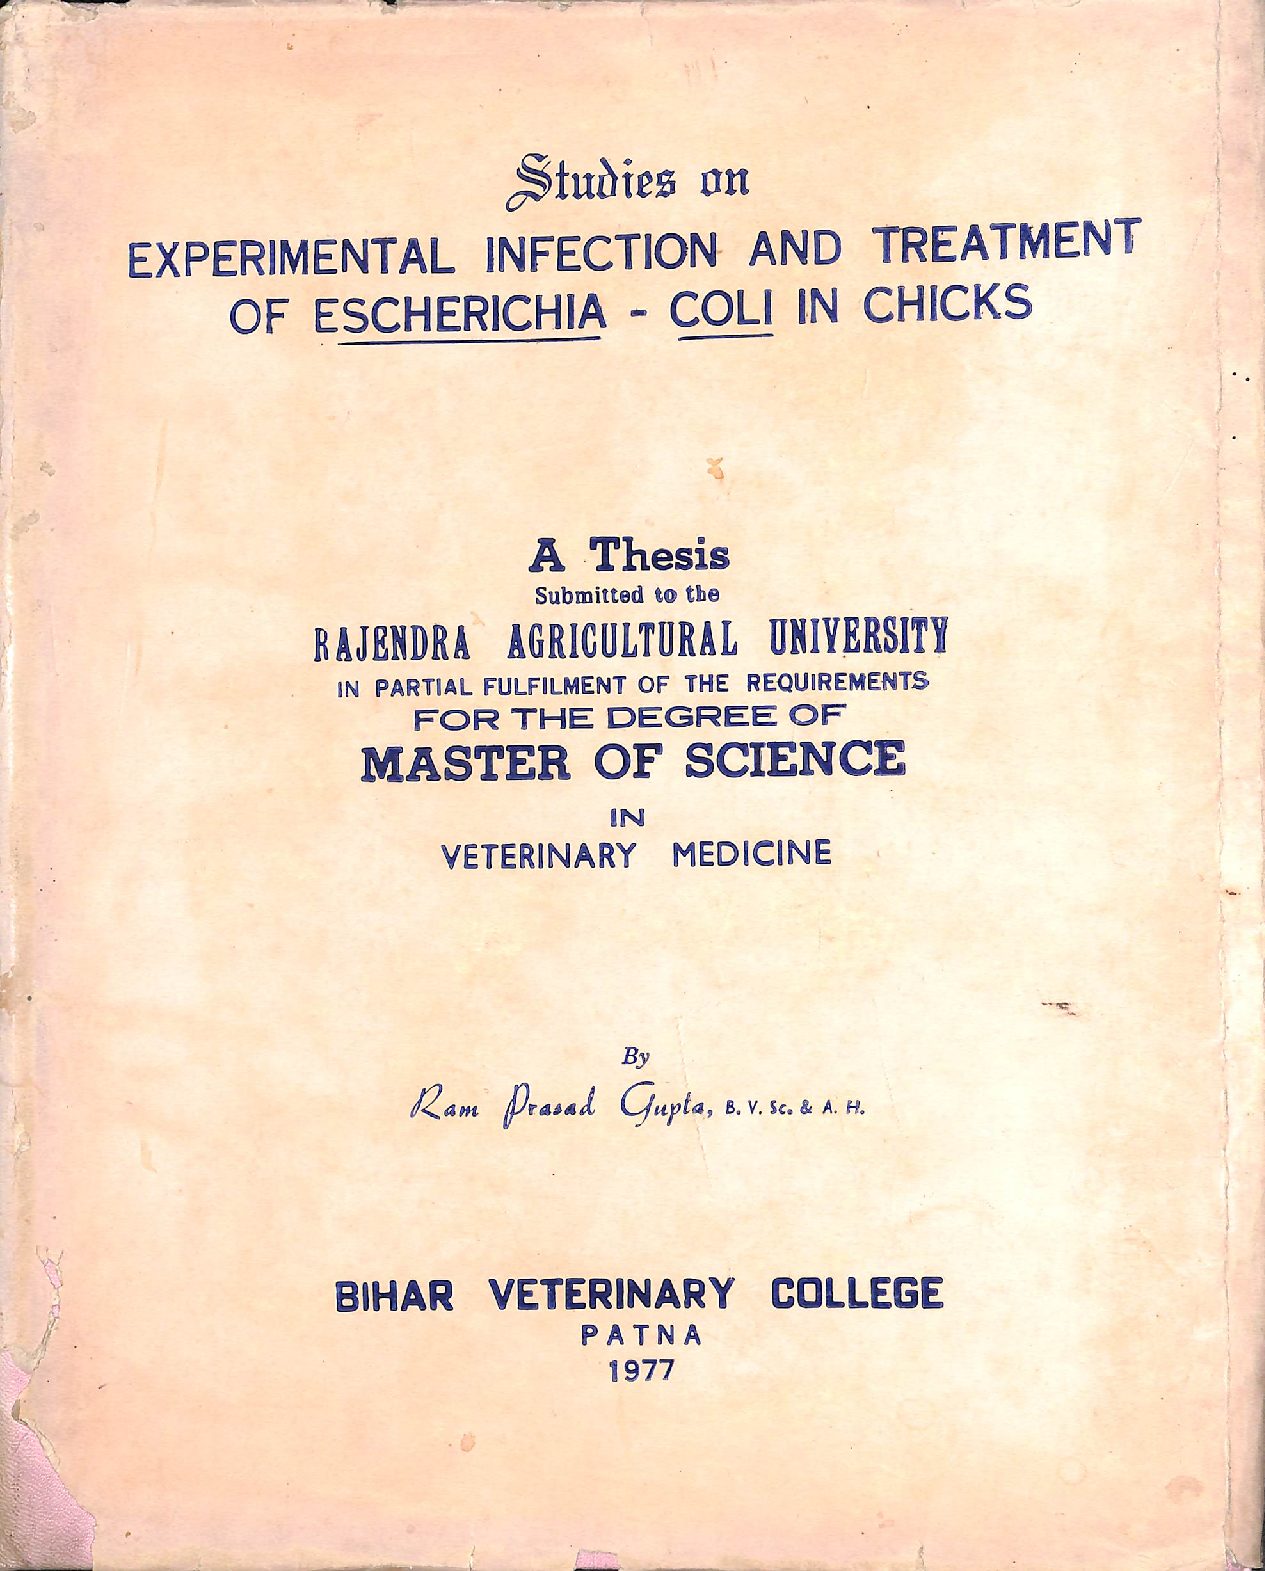 Studies on
EXPERIMENTAL INFECTION AND TREATMENT
OF ESCHERICHIA - COLI IN CHICKS
A Thesis
Submitted to the
RAJENDRA AGRICULTURAL UNIVERSITY
IN PARTIAL FULFILMENT OF THE REQUIREMENTS
FOR THE DEGREE OF
MASTER OF SCIENCE
IN
VETERINARY MEDICINE
By
Ram Prasad Gupta, B. V. Sc. & A. H.
BIHAR VETERINARY COLLEGE
PATNA
1977